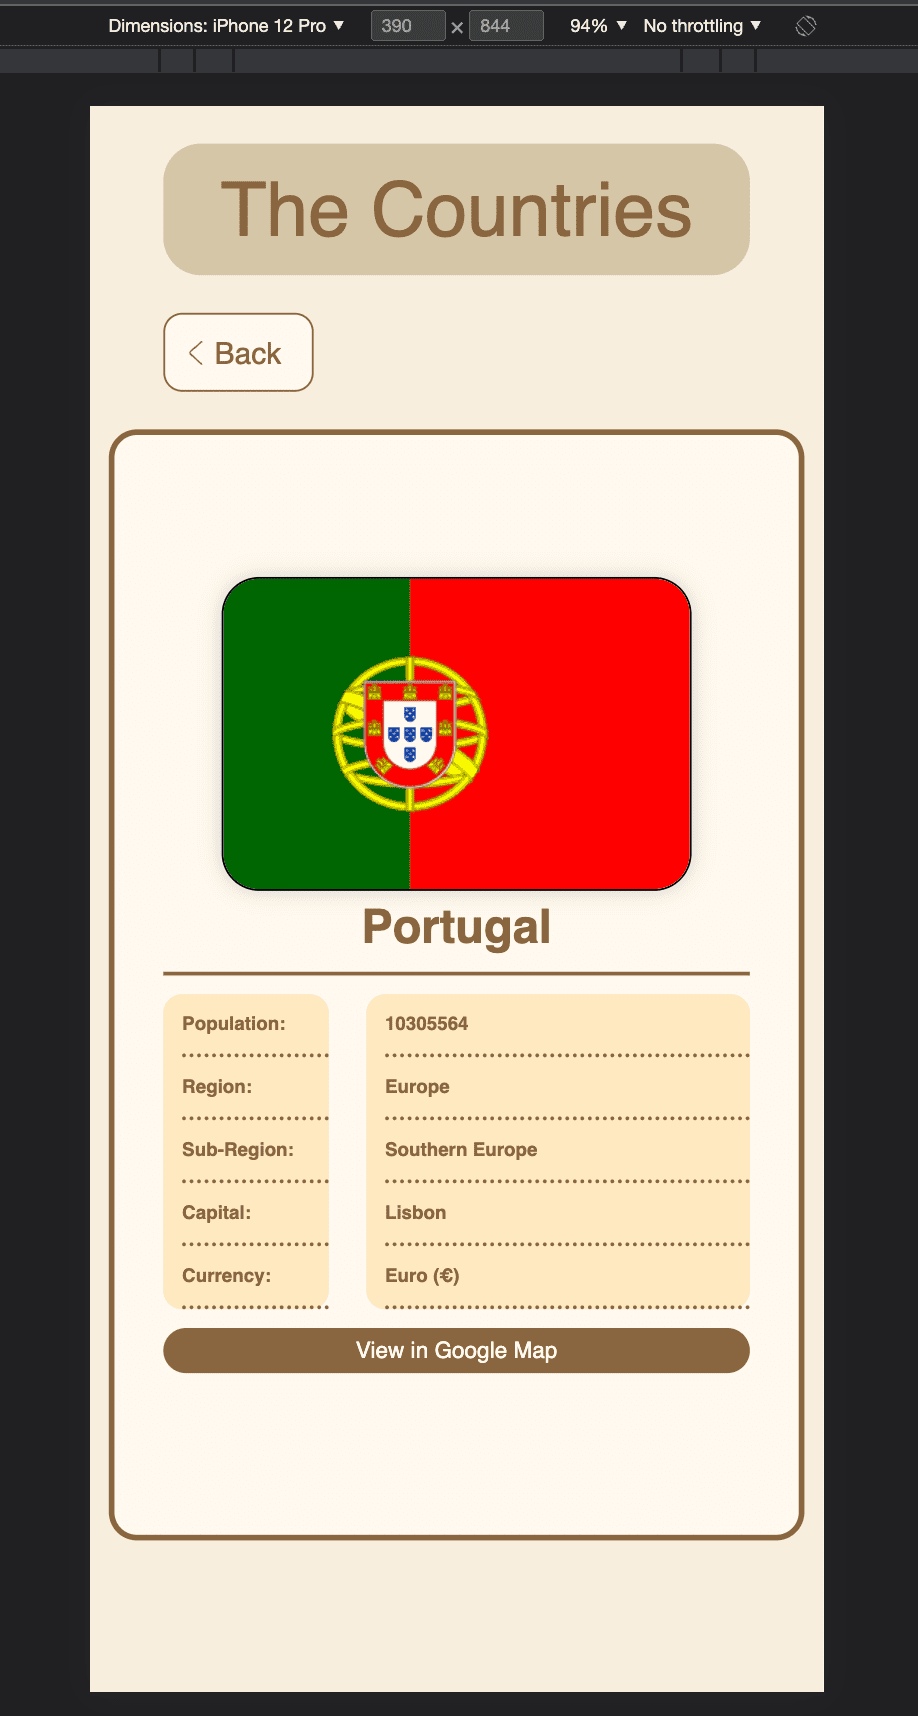 Dimensions: iPhone 12 Pro ▼ 390 × 844 94% ▼ No throttling ▼
The Countries
Back
Portugal
Population: 10305564
Region: Europe
Sub-Region: Southern Europe
Capital: Lisbon
Currency: Euro (€)
View in Google Map